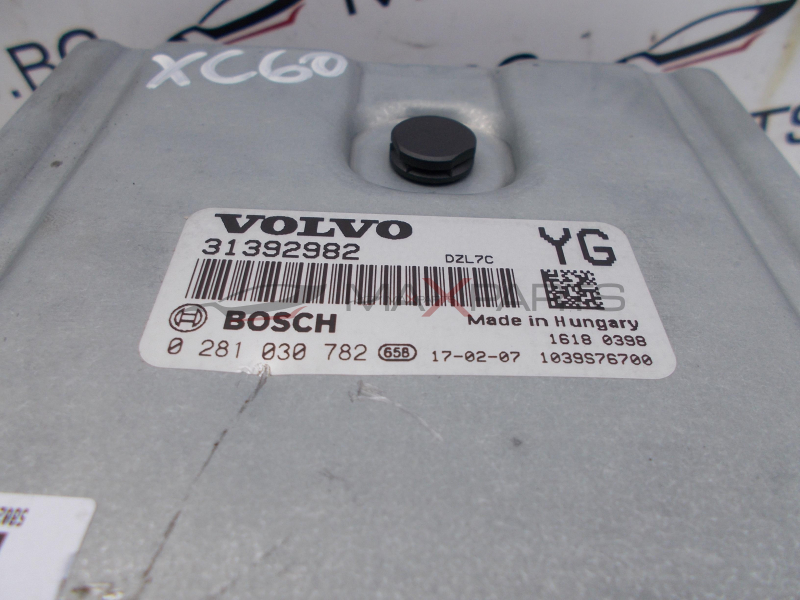 XC60
VOLVO
31392982
DZL7C
YG
MAXPARTS
BOSCH
Made in Hungary
1618 0398
0 281 030 782 658 17-02-07 1039S76700